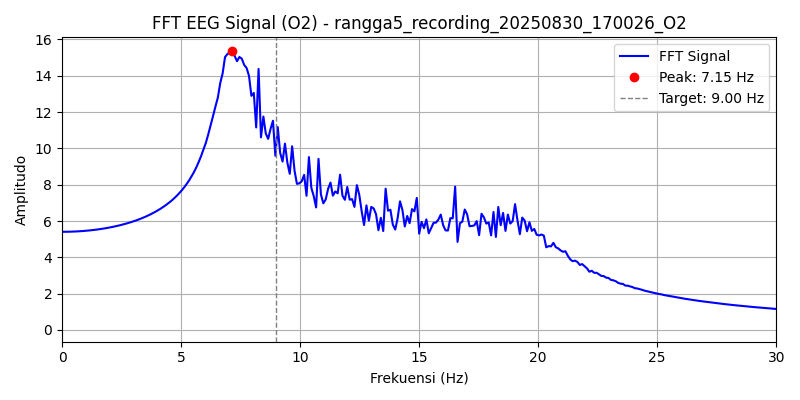 FFT EEG Signal (O2) - rangga5_recording_20250830_170026_O2
16
14
12
10
8
6
4
2
0
Amplitudo
FFT Signal
Peak: 7.15 Hz
Target: 9.00 Hz
0 5 10 15 20 25 30
Frekuensi (Hz)